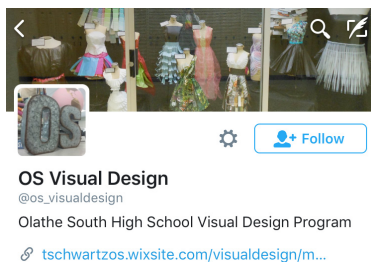 OS
Follow
OS Visual Design
@os_visualdesign
Olathe South High School Visual Design Program
tschwartzos.wixsite.com/visualdesign/m...